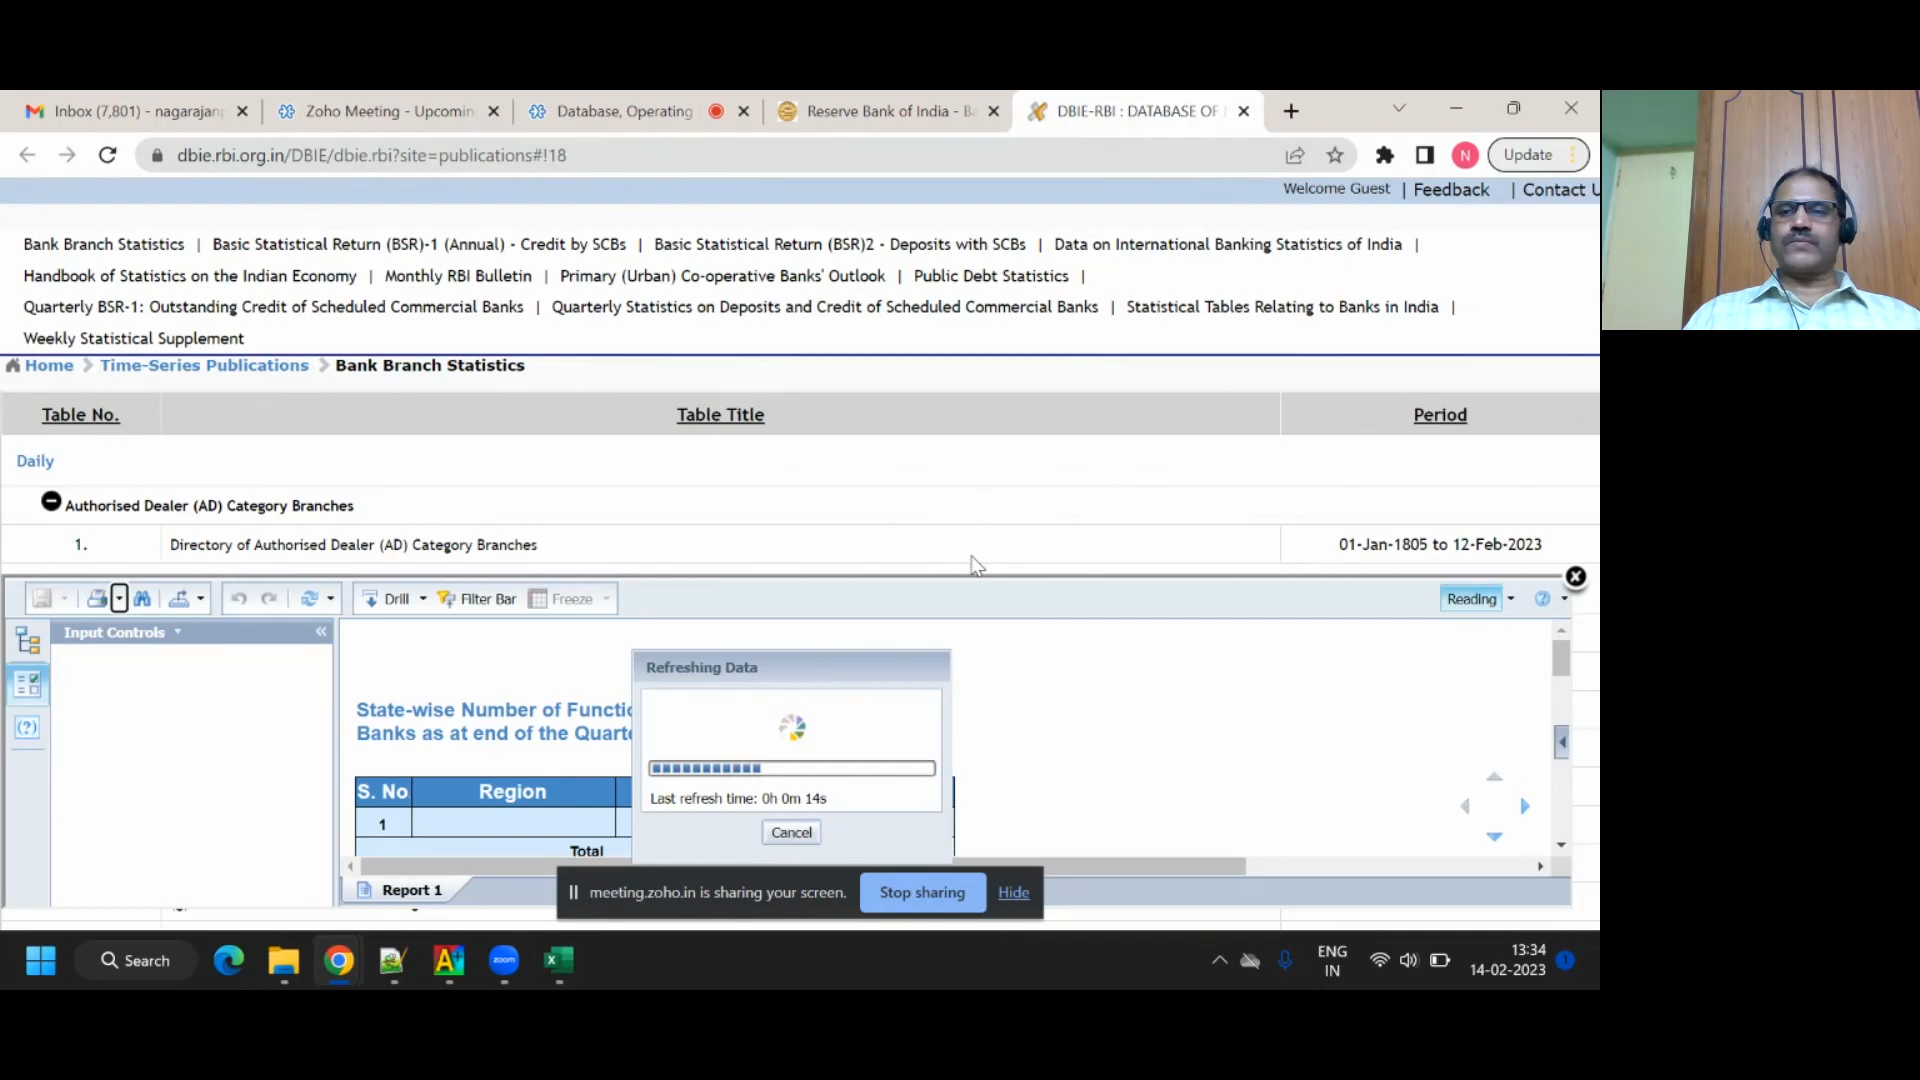 Inbox (7,801) - nagarajan
Zoho Meeting - Upcomin
Database, Operating
Reserve Bank of India - Ba
DBIE-RBI : DATABASE OF I
dbie.rbi.org.in/DBIE/dbie.rbi?site=publications#!18
N
Update
Welcome Guest | Feedback | Contact U
Bank Branch Statistics | Basic Statistical Return (BSR)-1 (Annual) - Credit by SCBs | Basic Statistical Return (BSR)2 - Deposits with SCBs | Data on International Banking Statistics of India |
Handbook of Statistics on the Indian Economy | Monthly RBI Bulletin | Primary (Urban) Co-operative Banks' Outlook | Public Debt Statistics |
Quarterly BSR-1: Outstanding Credit of Scheduled Commercial Banks | Quarterly Statistics on Deposits and Credit of Scheduled Commercial Banks | Statistical Tables Relating to Banks in India |
Weekly Statistical Supplement
Home Time-Series Publications Bank Branch Statistics
Table No. Table Title Period
Daily
Authorised Dealer (AD) Category Branches
1. Directory of Authorised Dealer (AD) Category Branches 01-Jan-1805 to 12-Feb-2023
Drill Filter Bar Freeze Reading
Input Controls
Refreshing Data
State-wise Number of Functio
Banks as at end of the Quarte
Last refresh time: 0h 0m 14s
Cancel
S. No Region
1
Total
Report 1
meeting.zoho.in is sharing your screen. Stop sharing Hide
Search
zoom
ENG
IN
13:34
14-02-2023
1